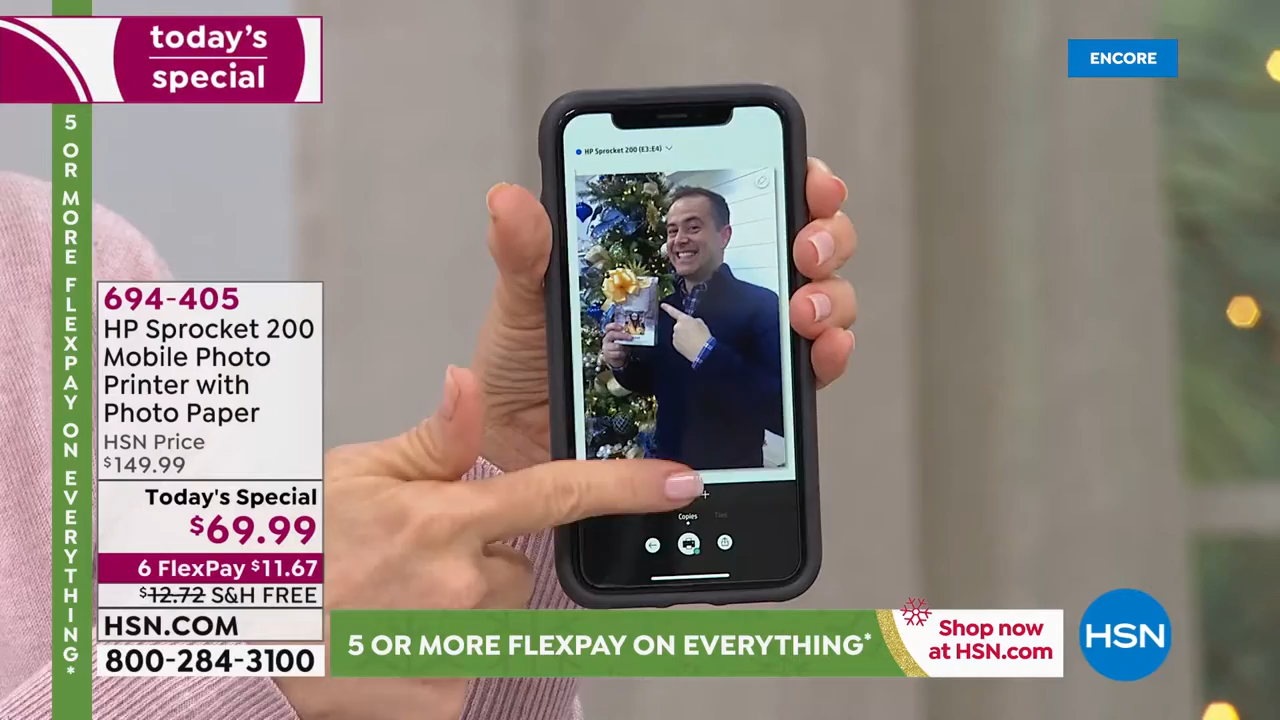 today's
special
ENCORE
5 OR MORE FLEXPAY ON EVERYTHING*
HP Sprocket 200 (E3:E4)
694-405
HP Sprocket 200
Mobile Photo
Printer with
Photo Paper
HSN Price
$149.99
Today's Special
$69.99
6 FlexPay $11.67
$12.72 S&H FREE
HSN.COM
800-284-3100
+
Copies
Tiles
5 OR MORE FLEXPAY ON EVERYTHING*
Shop now
at HSN.com
HSN